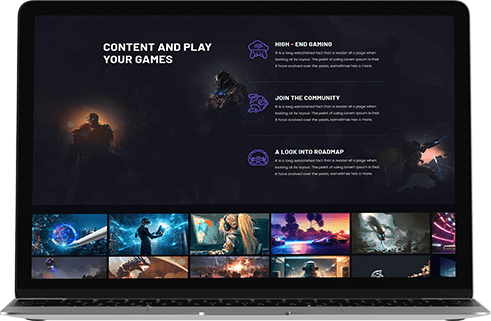 CONTENT AND PLAY
YOUR GAMES
HIGH - END GAMING
It is a long established fact that a reader of a page when
looking at its layout. The point of using Lorem Ipsum is that
it have evolved over the years, sometimes has a more.
JOIN THE COMMUNITY
It is a long established fact that a reader of a page when
looking at its layout. The point of using Lorem Ipsum is that
it have evolved over the years, sometimes has a more.
A LOOK INTO ROADMAP
It is a long established fact that a reader of a page when
looking at its layout. The point of using Lorem Ipsum is that
it have evolved over the years, sometimes has a more.